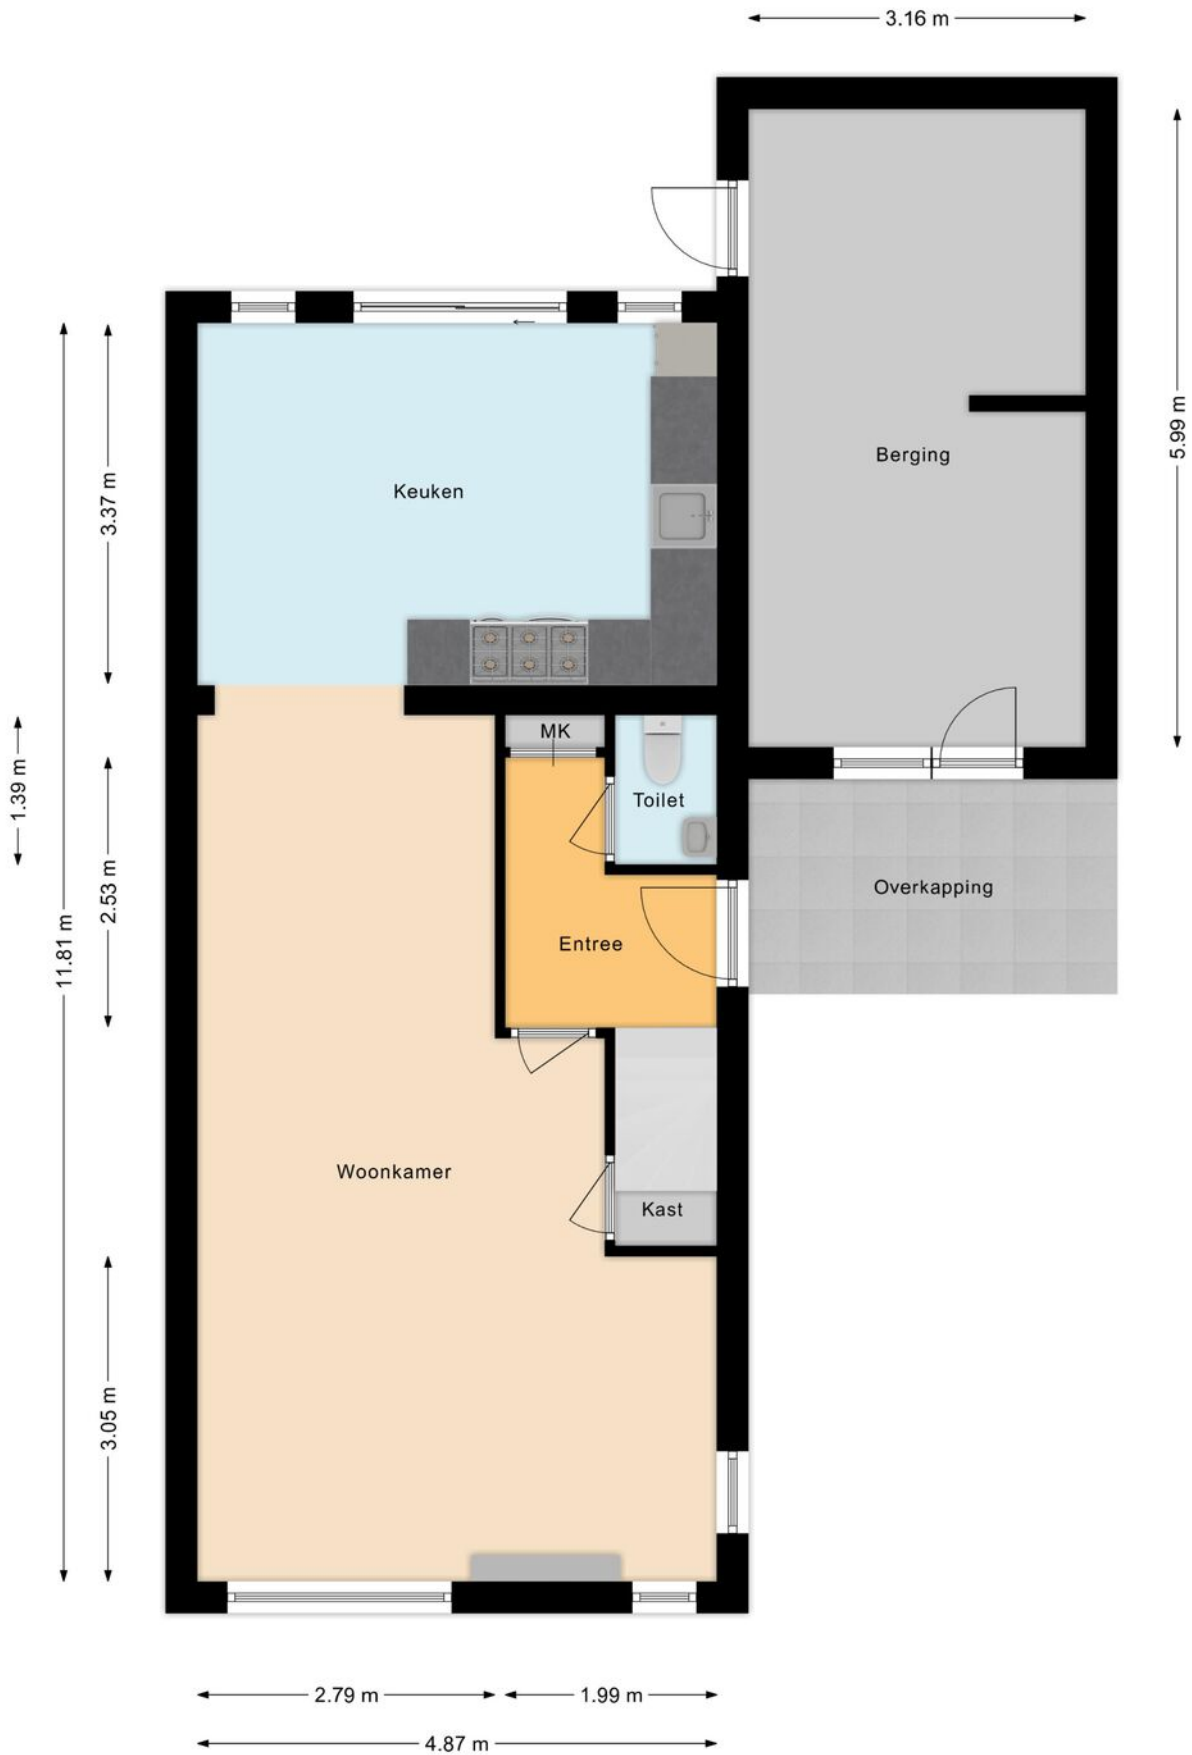 3.16 m
5.99 m
Berging
Keuken
3.37 m
MK
1.39 m
Toilet
2.53 m
Overkapping
11.81 m
Entree
Woonkamer
Kast
3.05 m
2.79 m
1.99 m
4.87 m